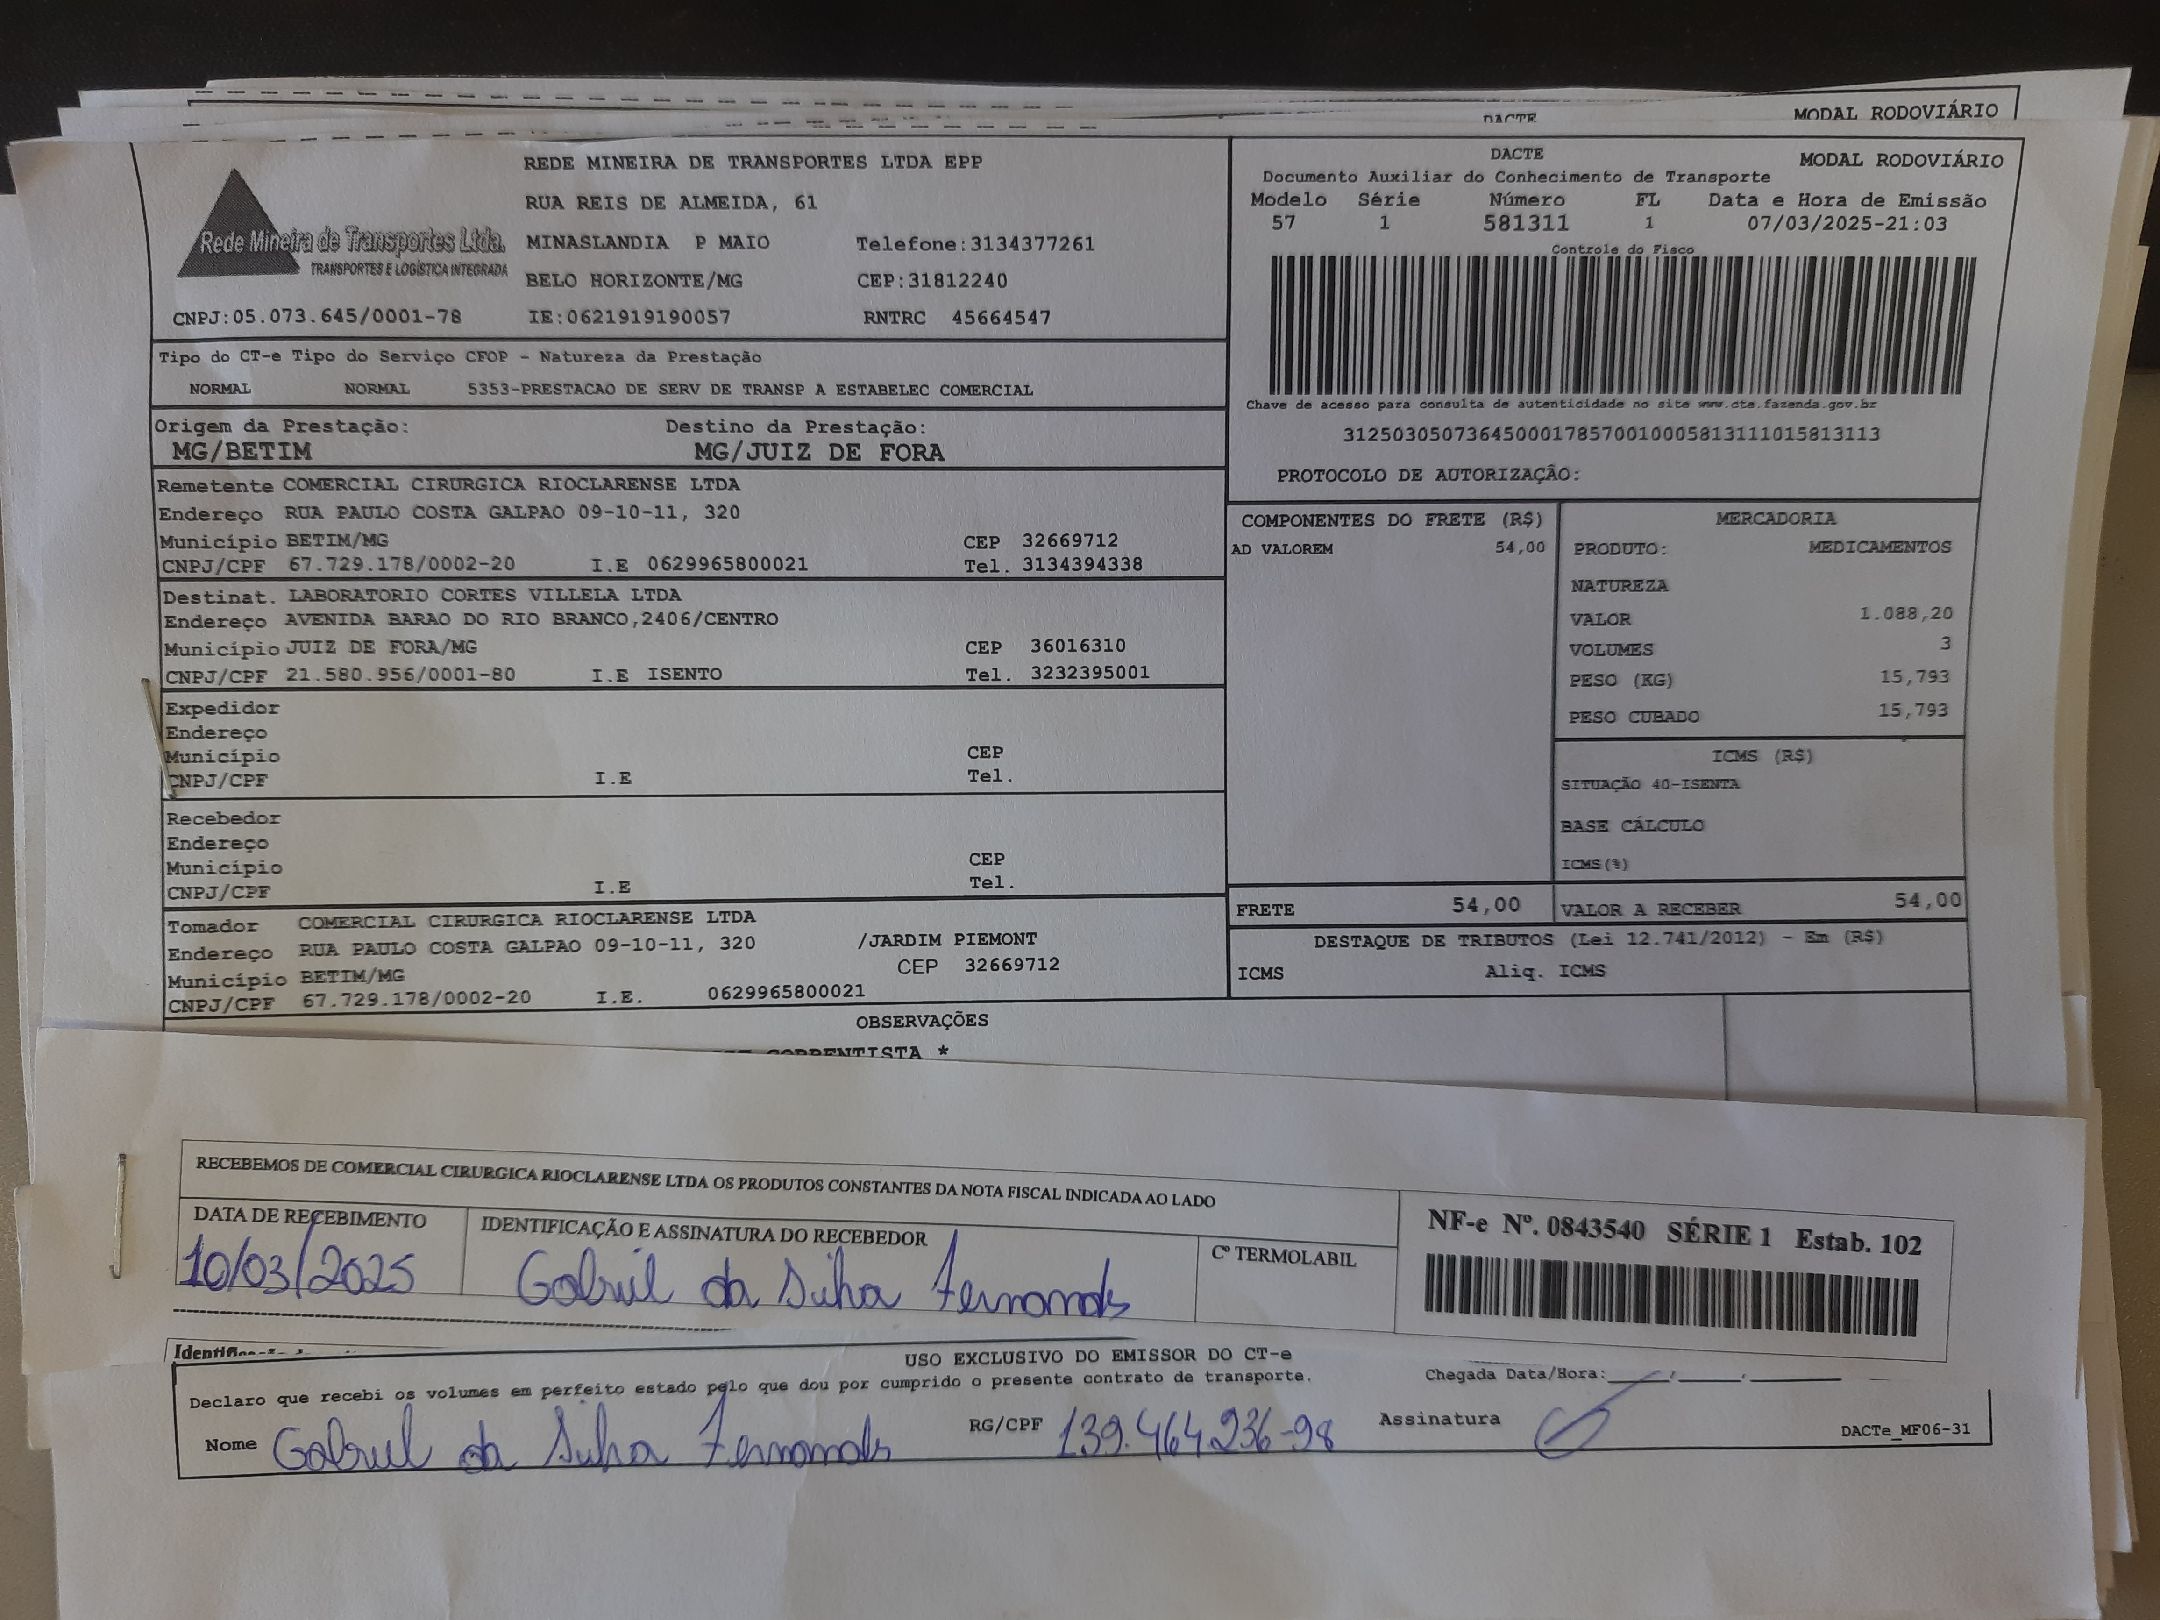 MODAL RODOVIÁRIO
DACTE
Rede Mineira de Transportes Ltda.
TRANSPORTES E LOGÍSTICA INTEGRADA
REDE MINEIRA DE TRANSPORTES LTDA EPP
RUA REIS DE ALMEIDA, 61
MINASLANDIA P MAIO Telefone:3134377261
BELO HORIZONTE/MG CEP:31812240
CNPJ:05.073.645/0001-78 IE:0621919190057 RNTRC 45664547
DACTE MODAL RODOVIÁRIO
Documento Auxiliar do Conhecimento de Transporte
Modelo Série Número FL Data e Hora de Emissão
57 1 581311 1 07/03/2025-21:03
Controle do Fisco
Chave de acesso para consulta de autenticidade no site www.cte.fazenda.gov.br
31250305073645000178570010005813111015813113
PROTOCOLO DE AUTORIZAÇÃO:
Tipo do CT-e Tipo do Serviço CFOP - Natureza da Prestação
NORMAL NORMAL 5353-PRESTACAO DE SERV DE TRANSP A ESTABELEC COMERCIAL
Origem da Prestação: Destino da Prestação:
MG/BETIM MG/JUIZ DE FORA
Remetente COMERCIAL CIRURGICA RIOCLARENSE LTDA
Endereço RUA PAULO COSTA GALPAO 09-10-11, 320
Município BETIM/MG CEP 32669712
CNPJ/CPF 67.729.178/0002-20 I.E 0629965800021 Tel. 3134394338
Destinat. LABORATORIO CORTES VILLELA LTDA
Endereço AVENIDA BARAO DO RIO BRANCO,2406/CENTRO
Município JUIZ DE FORA/MG CEP 36016310
CNPJ/CPF 21.580.956/0001-80 I.E ISENTO Tel. 3232395001
Expedidor
Endereço
Município CEP
CNPJ/CPF I.E Tel.
Recebedor
Endereço
Município CEP
CNPJ/CPF I.E Tel.
Tomador COMERCIAL CIRURGICA RIOCLARENSE LTDA
Endereço RUA PAULO COSTA GALPAO 09-10-11, 320 /JARDIM PIEMONT
Município BETIM/MG CEP 32669712
CNPJ/CPF 67.729.178/0002-20 I.E. 0629965800021
COMPONENTES DO FRETE (R$)
AD VALOREM 54,00
MERCADORIA
PRODUTO: MEDICAMENTOS
NATUREZA
VALOR 1.088,20
VOLUMES 3
PESO (KG) 15,793
PESO CUBADO 15,793
ICMS (R$)
SITUAÇÃO 40-ISENTA
BASE CÁLCULO
ICMS(%)
FRETE 54,00 VALOR A RECEBER 54,00
DESTAQUE DE TRIBUTOS (Lei 12.741/2012) - Em (R$)
ICMS Aliq. ICMS
OBSERVAÇÕES
CORRENTISTA *
RECEBEMOS DE COMERCIAL CIRURGICA RIOCLARENSE LTDA OS PRODUTOS CONSTANTES DA NOTA FISCAL INDICADA AO LADO
DATA DE RECEBIMENTO IDENTIFICAÇÃO E ASSINATURA DO RECEBEDOR Cº TERMOLABIL
10/03/2025 Gabriel da Silva Fernandes
NF-e Nº. 0843540 SÉRIE 1 Estab. 102
USO EXCLUSIVO DO EMISSOR DO CT-e
Declaro que recebi os volumes em perfeito estado pelo que dou por cumprido o presente contrato de transporte. Chegada Data/Hora:____/____/______
Nome Gabriel da Silva Fernandes RG/CPF 139.464.236-98 Assinatura DACTe_MF06-31